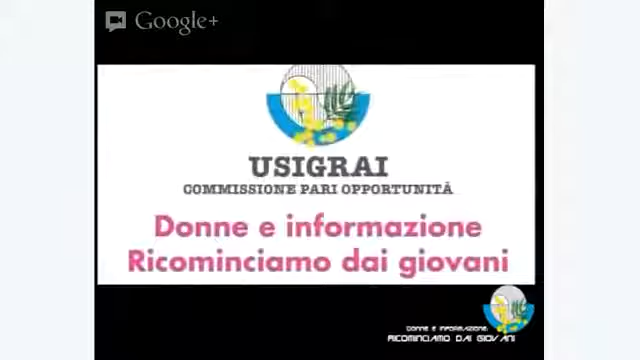 Google+
USIGRAI
COMMISSIONE PARI OPPORTUNITÀ
Donne e informazione
Ricominciamo dai giovani
DONNE E INFORMAZIONE
RICOMINCIAMO DAI GIOVANI